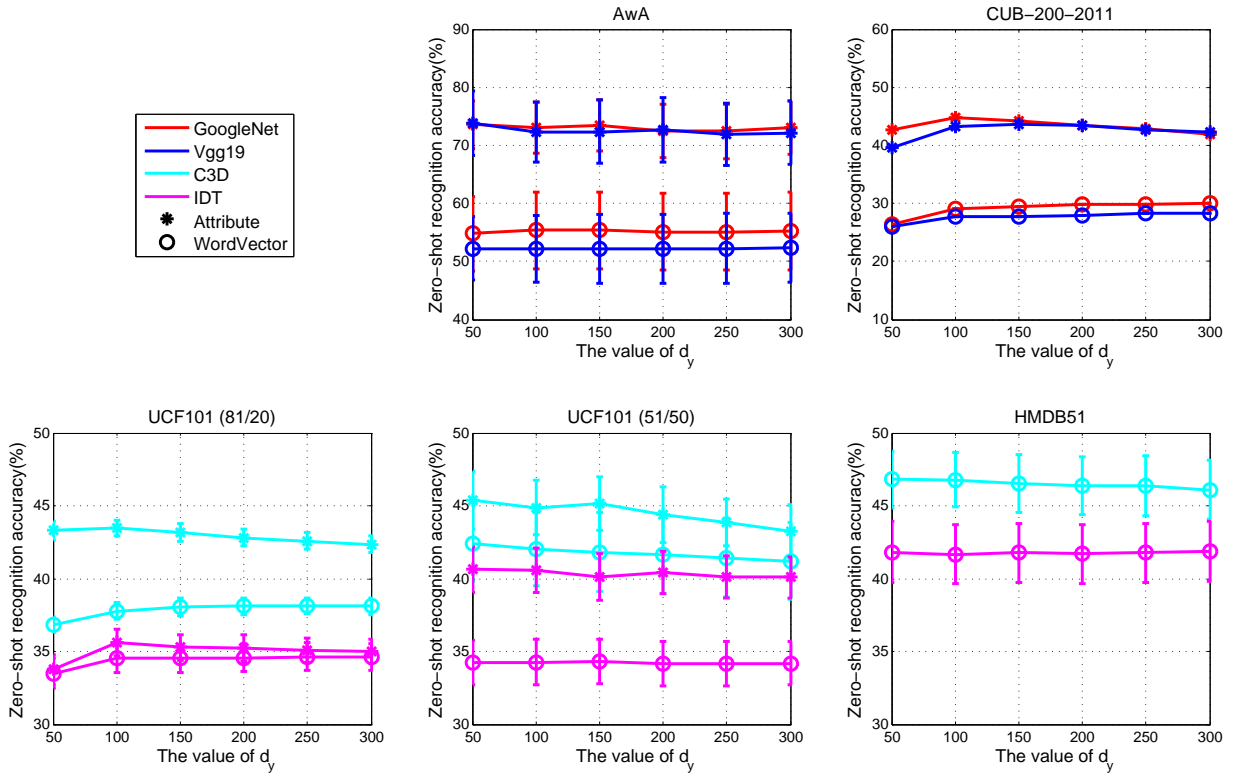 AwA
90
80
70
60
50
40
50 100 150 200 250 300
Zero-shot recognition accuracy(%)
The value of d_y
CUB-200-2011
60
50
40
30
20
10
50 100 150 200 250 300
Zero-shot recognition accuracy(%)
The value of d_y
GoogleNet
Vgg19
C3D
IDT
Attribute
WordVector
UCF101 (81/20)
50
45
40
35
30
50 100 150 200 250 300
Zero-shot recognition accuracy(%)
The value of d_y
UCF101 (51/50)
50
45
40
35
30
50 100 150 200 250 300
Zero-shot recognition accuracy(%)
The value of d_y
HMDB51
50
45
40
35
30
50 100 150 200 250 300
Zero-shot recognition accuracy(%)
The value of d_y